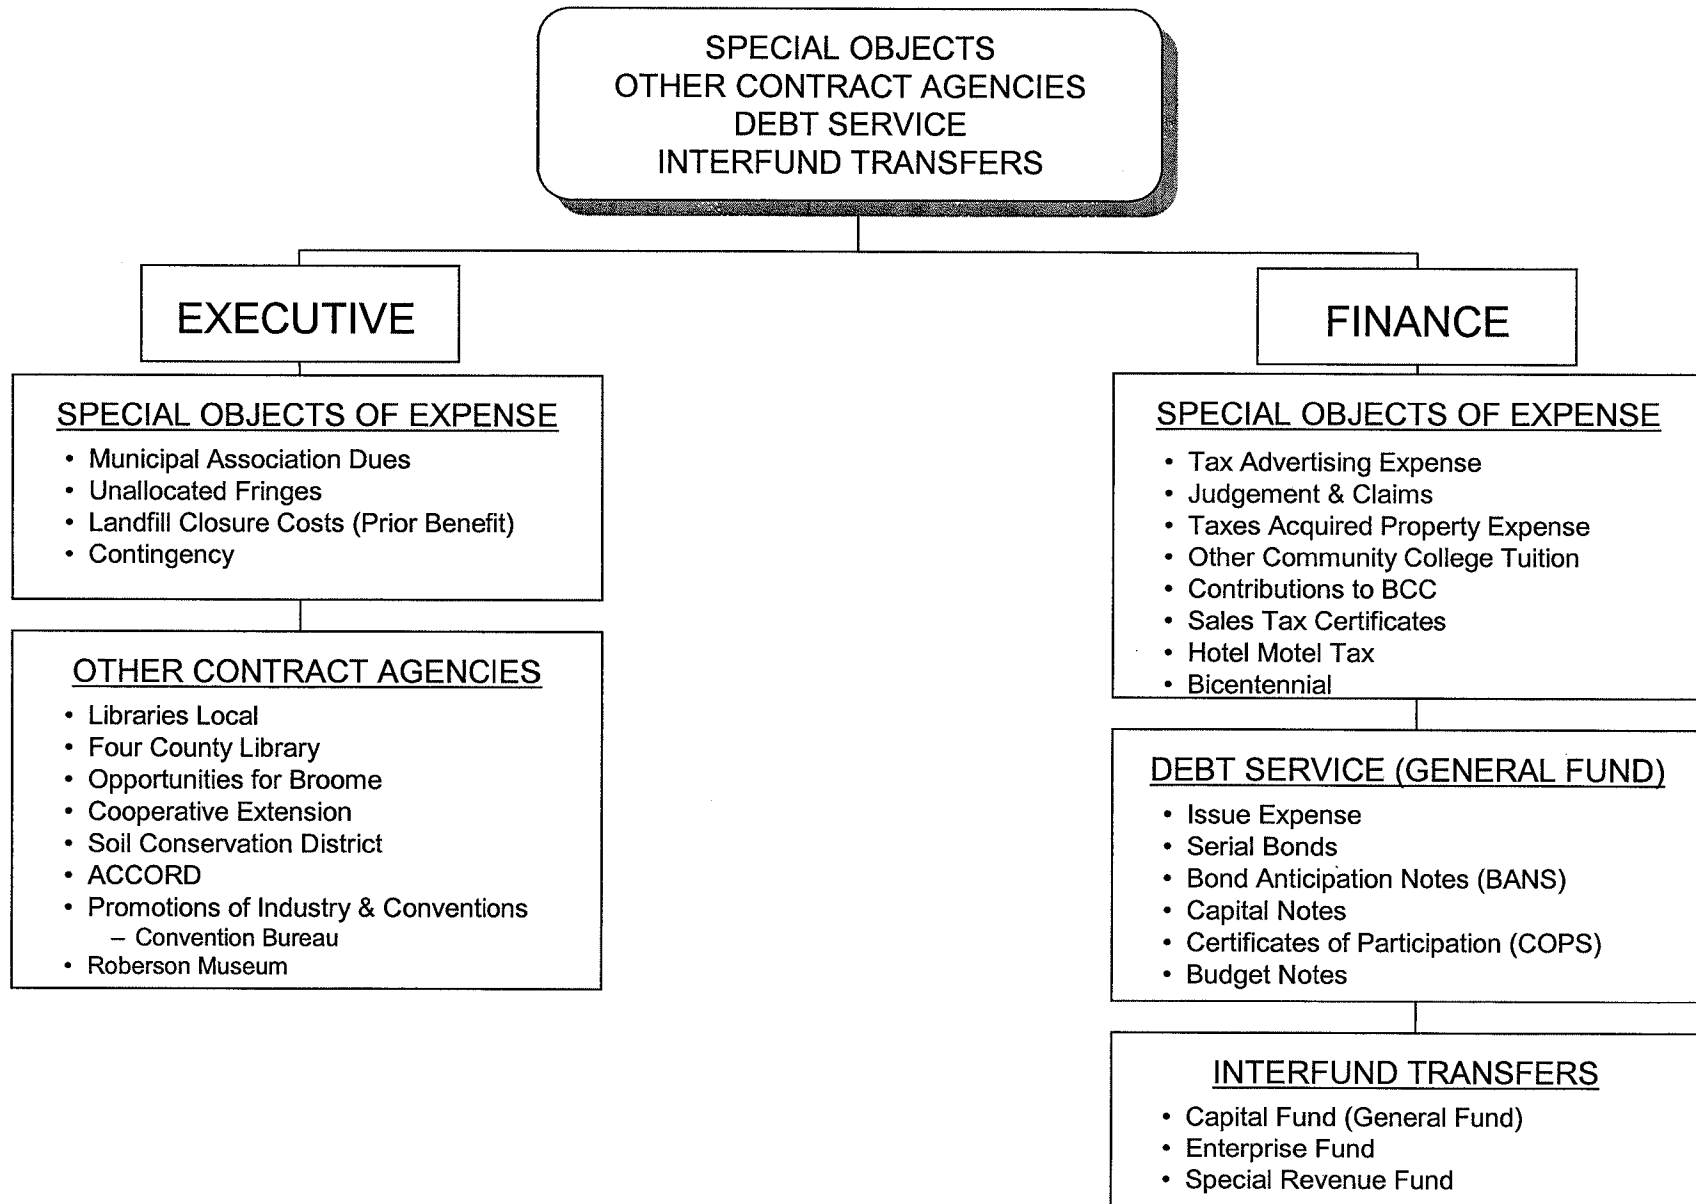 SPECIAL OBJECTS
OTHER CONTRACT AGENCIES
DEBT SERVICE
INTERFUND TRANSFERS
EXECUTIVE
SPECIAL OBJECTS OF EXPENSE
• Municipal Association Dues
• Unallocated Fringes
• Landfill Closure Costs (Prior Benefit)
• Contingency
OTHER CONTRACT AGENCIES
• Libraries Local
• Four County Library
• Opportunities for Broome
• Cooperative Extension
• Soil Conservation District
• ACCORD
• Promotions of Industry & Conventions
– Convention Bureau
• Roberson Museum
FINANCE
SPECIAL OBJECTS OF EXPENSE
• Tax Advertising Expense
• Judgement & Claims
• Taxes Acquired Property Expense
• Other Community College Tuition
• Contributions to BCC
• Sales Tax Certificates
• Hotel Motel Tax
• Bicentennial
DEBT SERVICE (GENERAL FUND)
• Issue Expense
• Serial Bonds
• Bond Anticipation Notes (BANS)
• Capital Notes
• Certificates of Participation (COPS)
• Budget Notes
INTERFUND TRANSFERS
• Capital Fund (General Fund)
• Enterprise Fund
• Special Revenue Fund